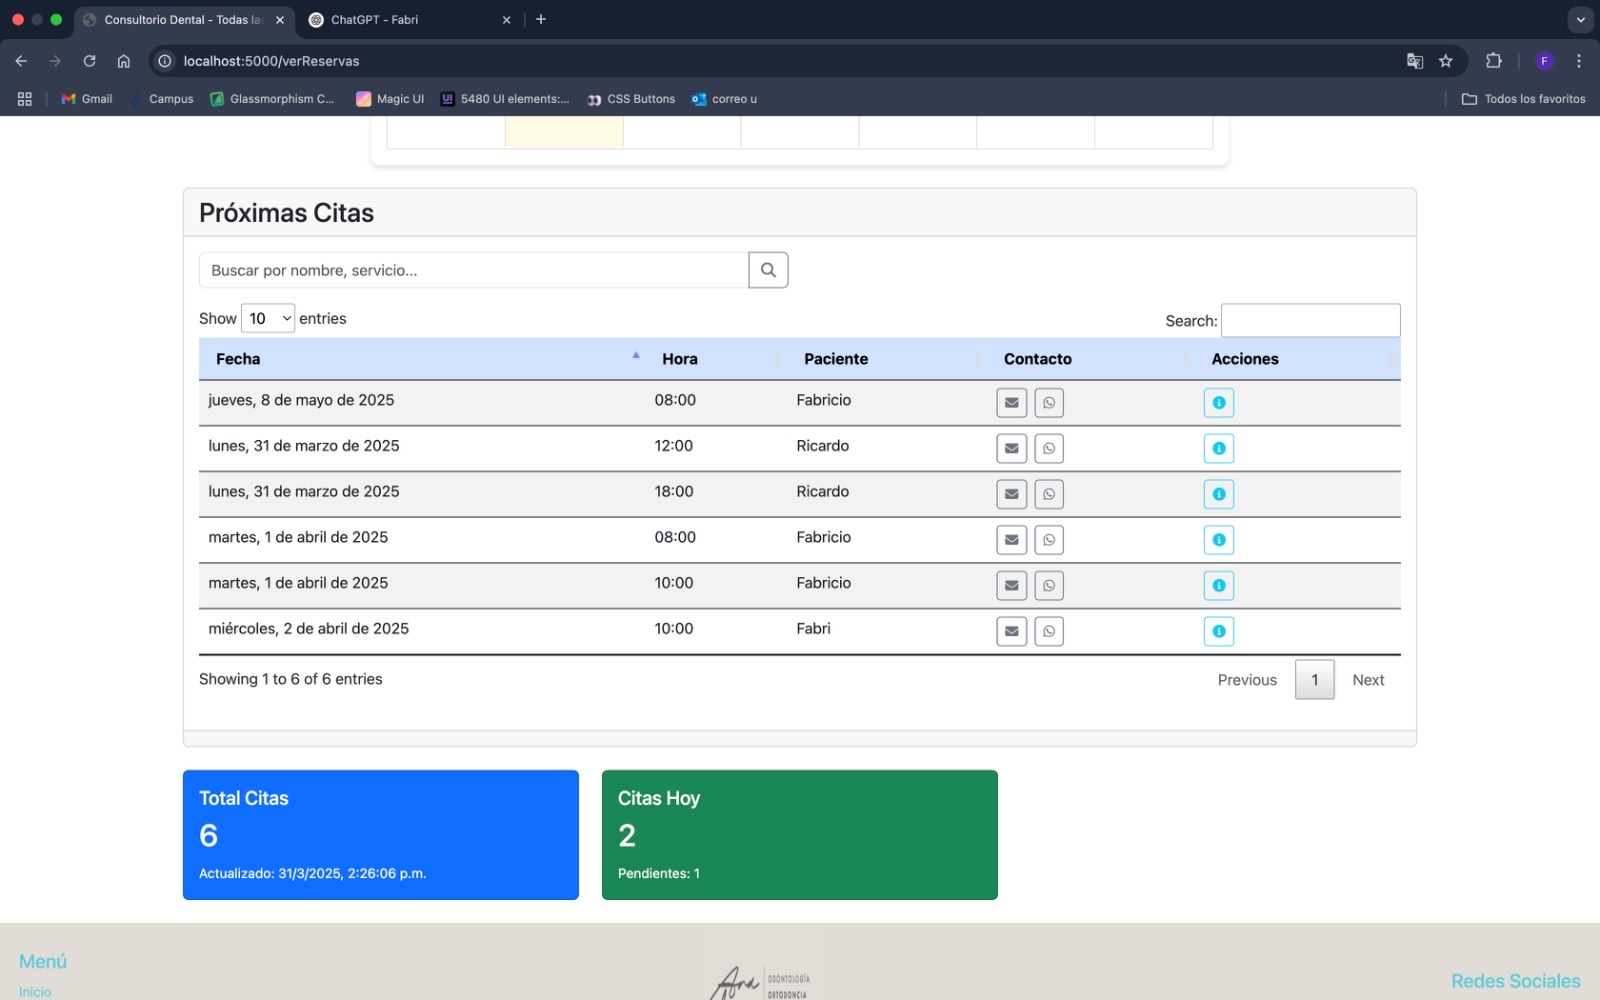 Consultorio Dental - Todas la
ChatGPT - Fabri
localhost:5000/verReservas
F
Gmail
Campus
Glassmorphism C...
Magic UI
UI
5480 UI elements:...
CSS Buttons
correo u
Todos los favoritos
Próximas Citas
Buscar por nombre, servicio...
Show 10 entries
Search:
Fecha Hora Paciente Contacto Acciones
jueves, 8 de mayo de 2025 08:00 Fabricio
lunes, 31 de marzo de 2025 12:00 Ricardo
lunes, 31 de marzo de 2025 18:00 Ricardo
martes, 1 de abril de 2025 08:00 Fabricio
martes, 1 de abril de 2025 10:00 Fabricio
miércoles, 2 de abril de 2025 10:00 Fabri
Showing 1 to 6 of 6 entries
Previous 1 Next
Total Citas
6
Actualizado: 31/3/2025, 2:26:06 p.m.
Citas Hoy
2
Pendientes: 1
Menú
Inicio
Ana
ODONTOLOGÍA
ORTODONCIA
Redes Sociales